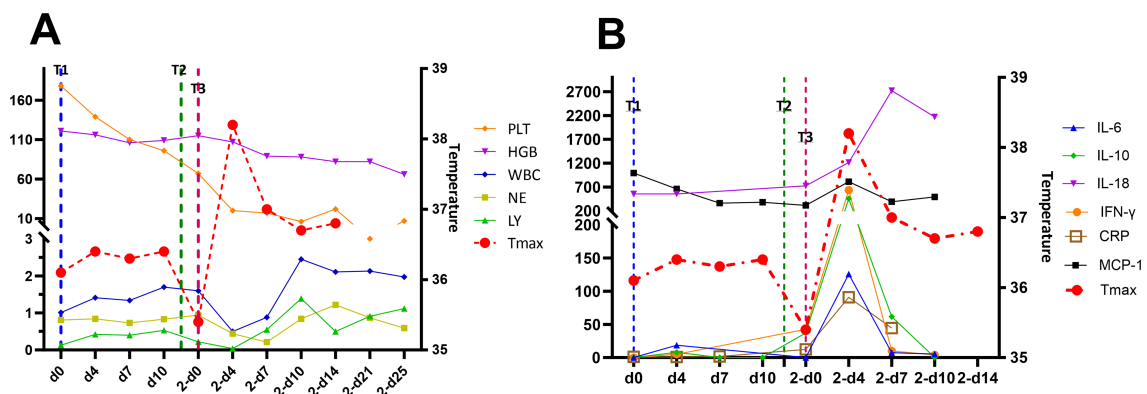 A
T1
T2
T3
160
110
60
10
3
2
1
0
39
38
37
36
35
Temperature
d0
d4
d7
d10
2-d0
2-d4
2-d7
2-d10
2-d14
2-d21
2-d25
PLT
HGB
WBC
NE
LY
Tmax
B
T1
T2
T3
2700
2200
1700
1200
700
200
200
150
100
50
0
39
38
37
36
35
Temperature
d0
d4
d7
d10
2-d0
2-d4
2-d7
2-d10
2-d14
IL-6
IL-10
IL-18
IFN-γ
CRP
MCP-1
Tmax